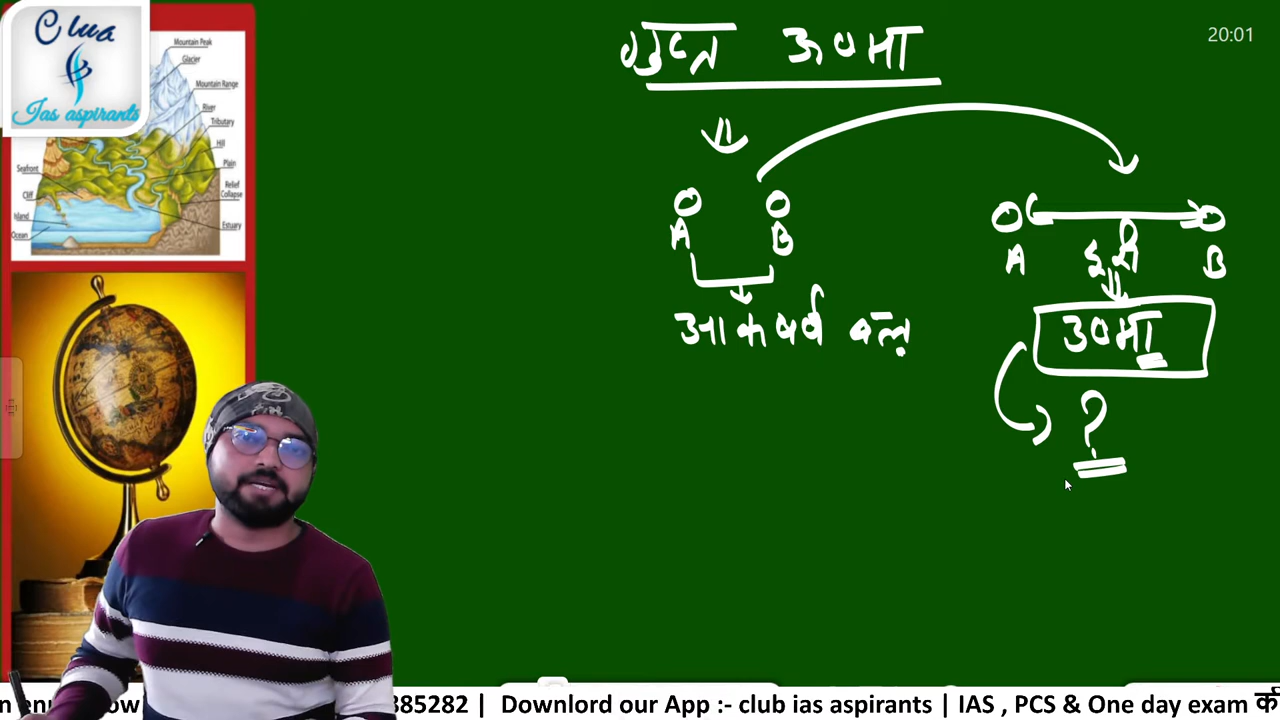 Clua
Ias aspirants
Mountain Peak
Glacier
Mountain Range
River
Tributary
Hill
Plain
Relief
Collapse
Estuary
Seafront
Cliff
Island
Ocean
20:01
ऊष्मा
A B
आकर्षण बल
A दूरी B
ऊष्मा
?
385282 | Downlord our App :- club ias aspirants | IAS , PCS & One day exam की